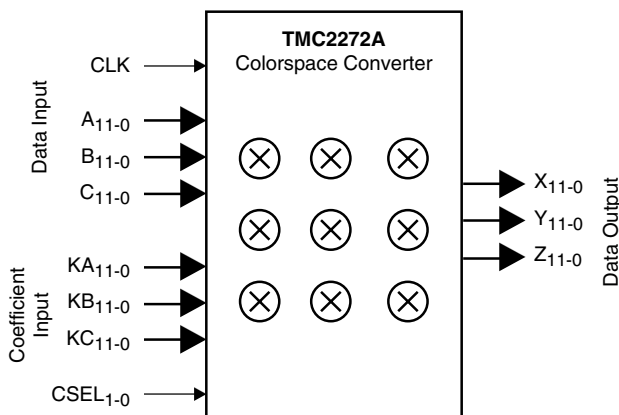 TMC2272A
Colorspace Converter
CLK
Data Input
A11-0
B11-0
C11-0
X11-0
Y11-0
Z11-0
Data Output
Coefficient
Input
KA11-0
KB11-0
KC11-0
CSEL1-0